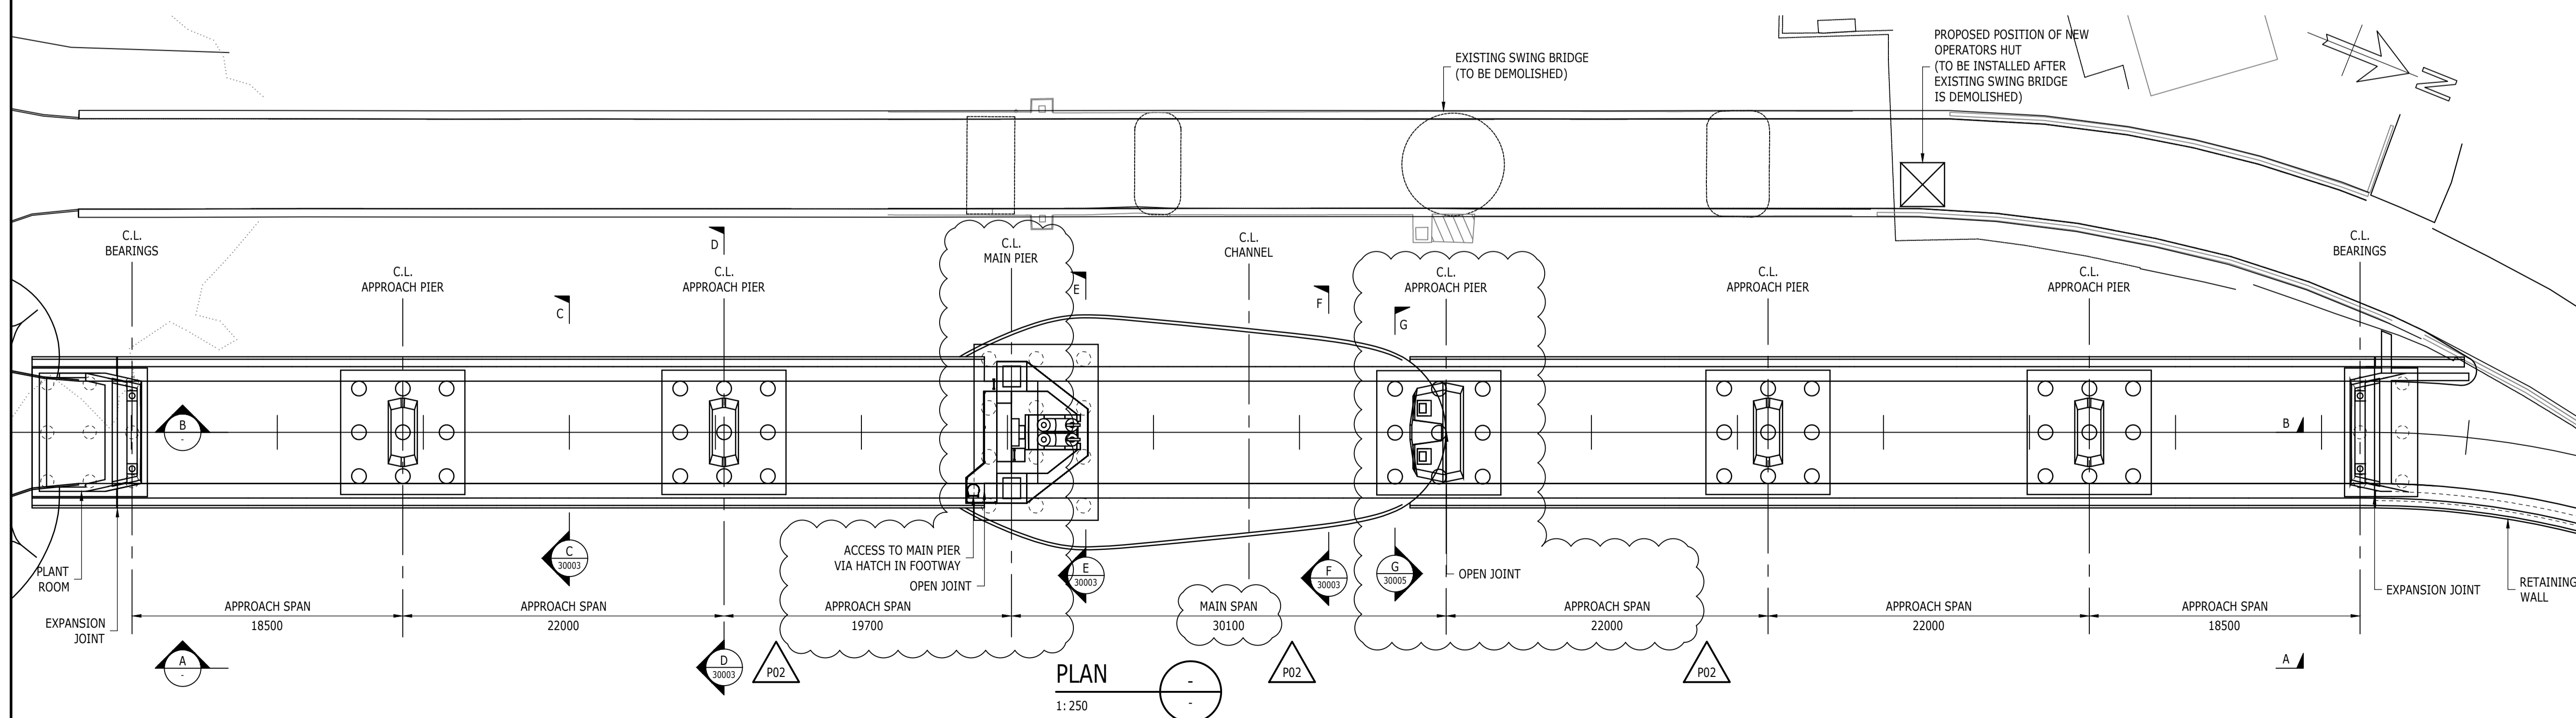 EXISTING SWING BRIDGE
(TO BE DEMOLISHED)
PROPOSED POSITION OF NEW
OPERATORS HUT
(TO BE INSTALLED AFTER
EXISTING SWING BRIDGE
IS DEMOLISHED)
N
C.L.
BEARINGS
C.L.
APPROACH PIER
C
D
C.L.
APPROACH PIER
C.L.
MAIN PIER
E
C.L.
CHANNEL
F
C.L.
APPROACH PIER
G
C.L.
APPROACH PIER
C.L.
APPROACH PIER
C.L.
BEARINGS
B
-
B
PLANT
ROOM
EXPANSION
JOINT
C
30003
ACCESS TO MAIN PIER
VIA HATCH IN FOOTWAY
OPEN JOINT
E
30003
F
30003
G
30005
OPEN JOINT
EXPANSION JOINT
RETAINING
WALL
APPROACH SPAN
18500
APPROACH SPAN
22000
APPROACH SPAN
19700
MAIN SPAN
30100
APPROACH SPAN
22000
APPROACH SPAN
22000
APPROACH SPAN
18500
A
-
D
30003
P02
P02
P02
A
PLAN
1: 250
-
-